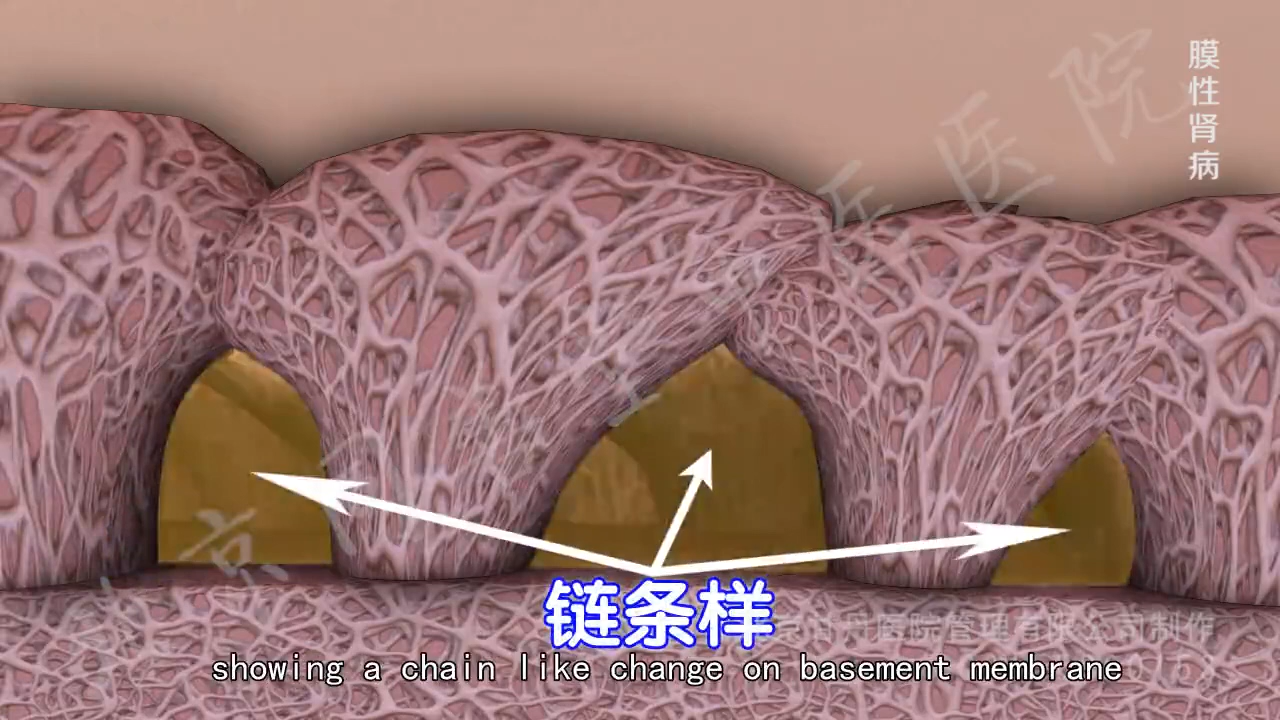 膜性肾病
链条样
showing a chain like change on basement membrane